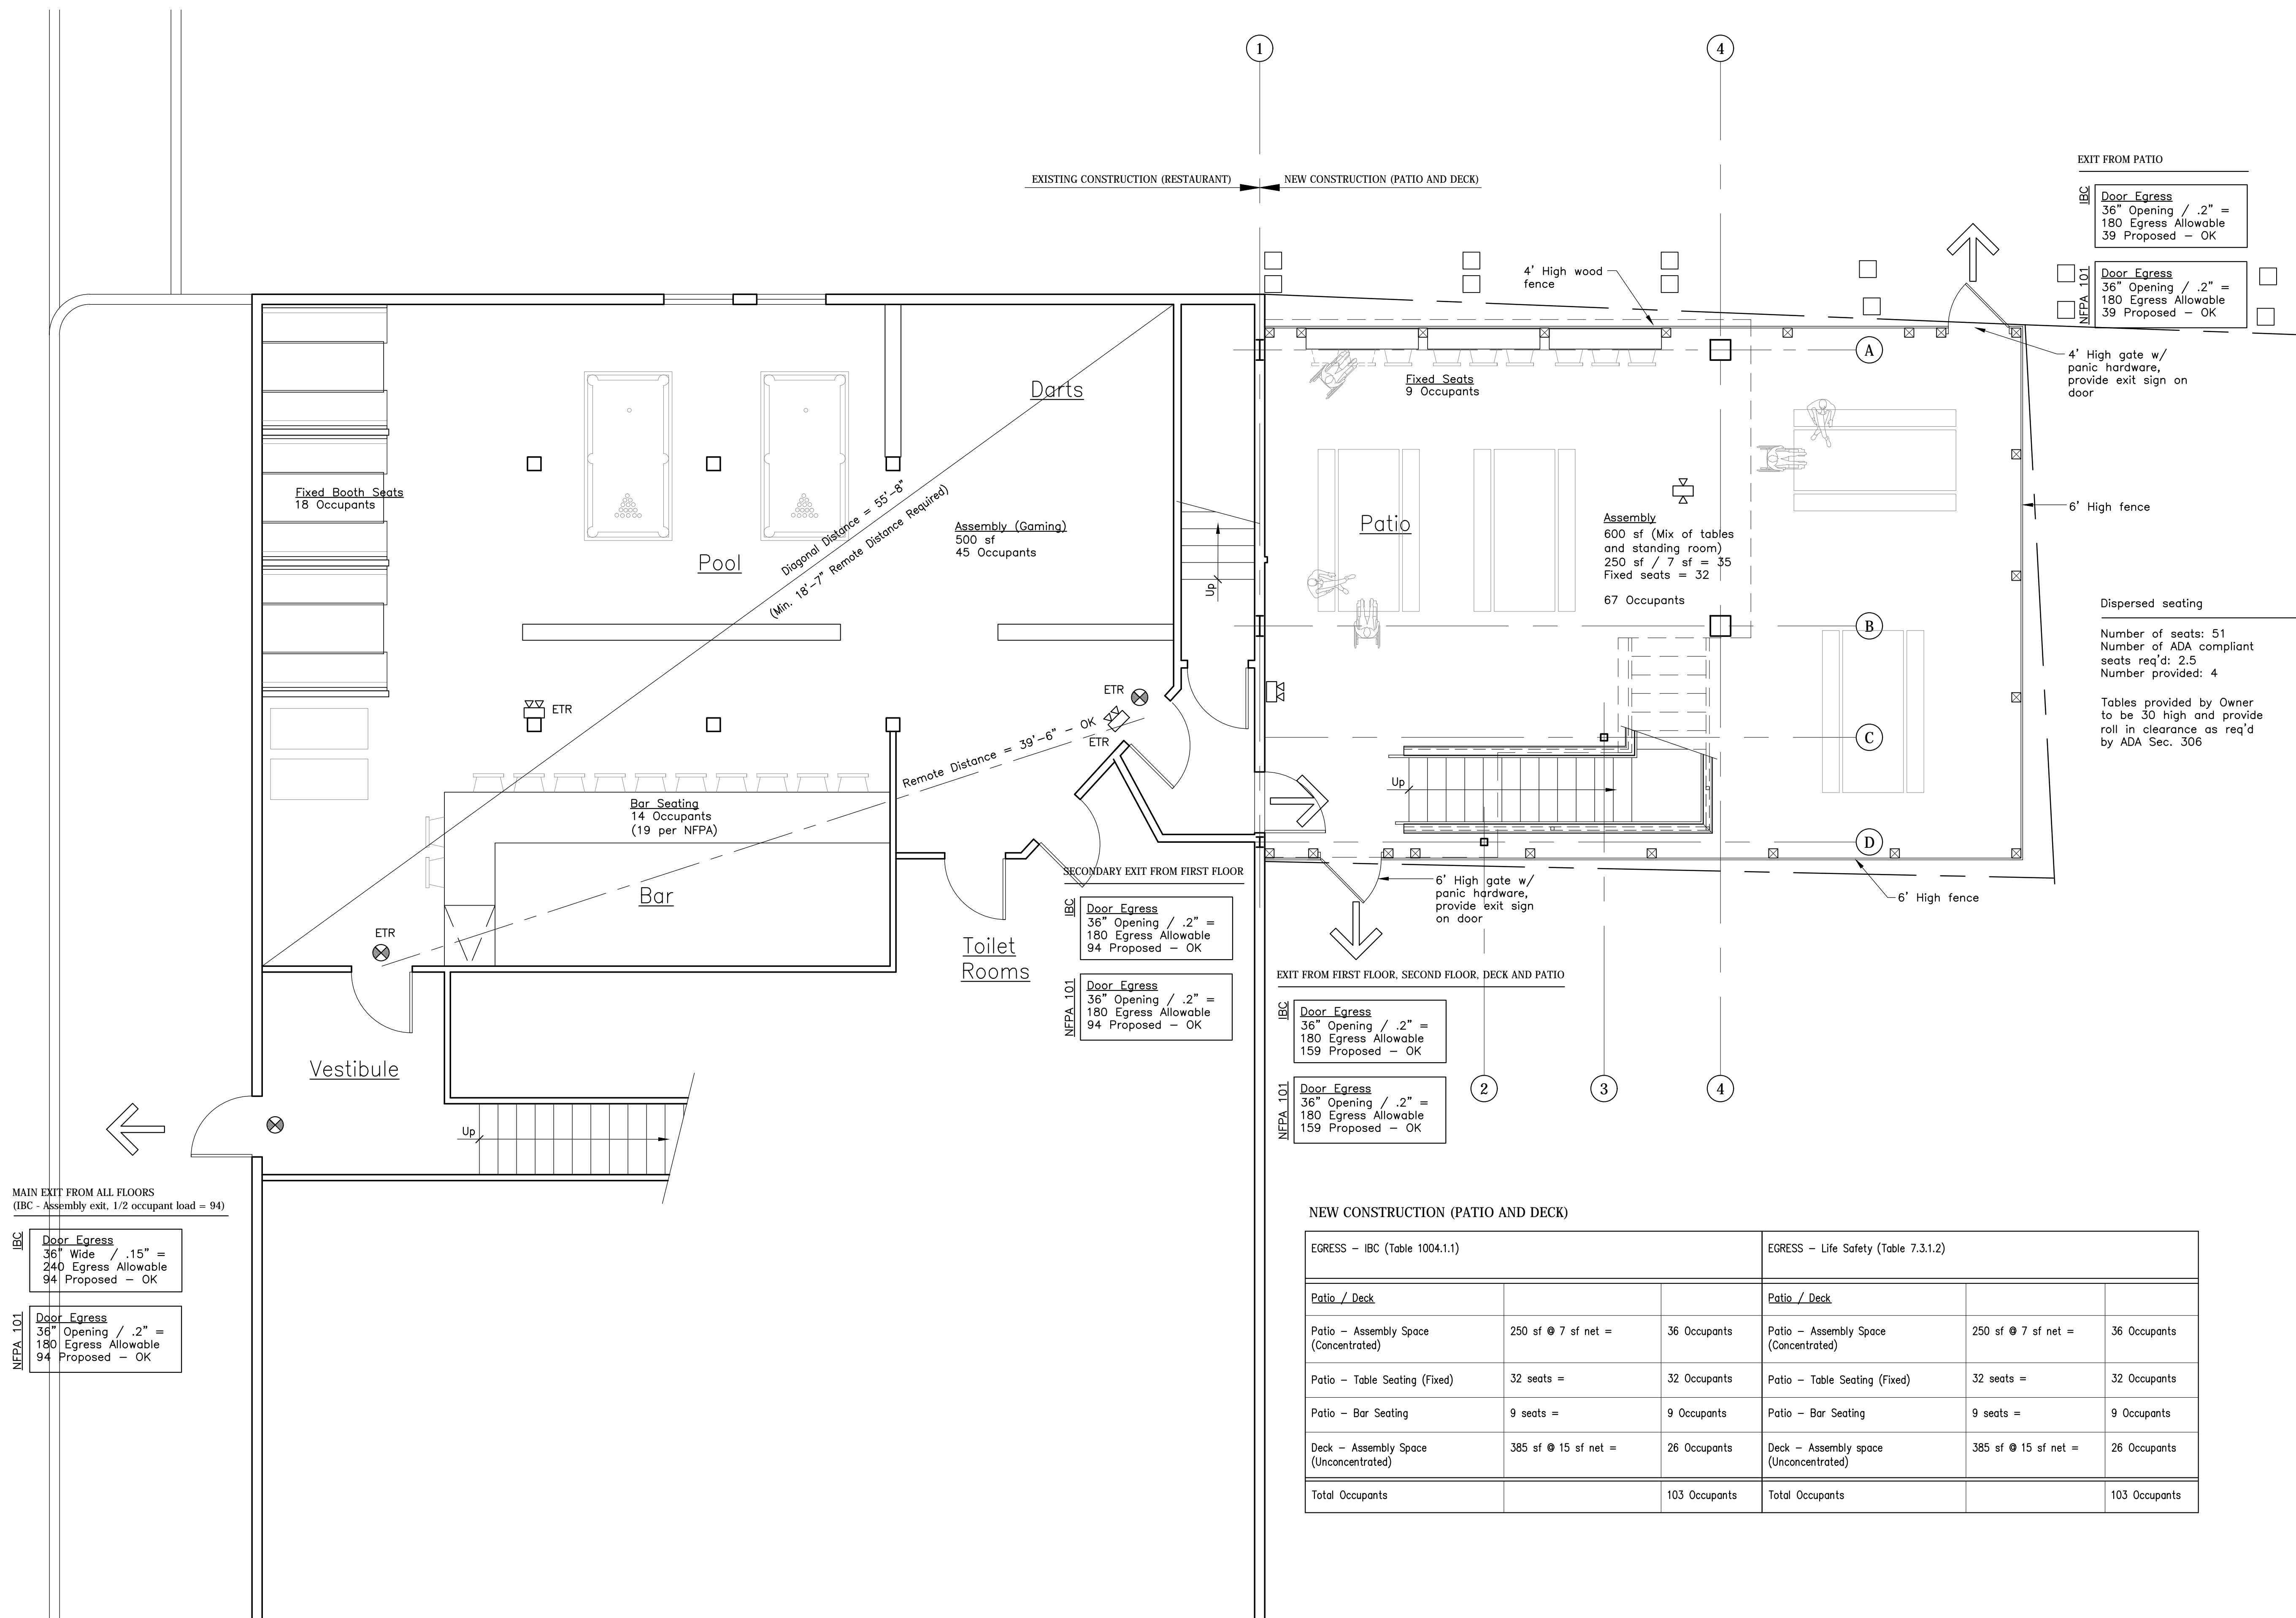 1
4
EXISTING CONSTRUCTION (RESTAURANT)
NEW CONSTRUCTION (PATIO AND DECK)
EXIT FROM PATIO
IBC
Door Egress
36" Opening / .2" =
180 Egress Allowable
39 Proposed – OK
NFPA 101
Door Egress
36" Opening / .2" =
180 Egress Allowable
39 Proposed – OK
4' High wood
fence
A
4' High gate w/
panic hardware,
provide exit sign on
door
Fixed Seats
9 Occupants
Darts
Fixed Booth Seats
18 Occupants
Diagonal Distance = 55'-8"
(Min. 18'-7" Remote Distance Required)
Pool
Assembly (Gaming)
500 sf
45 Occupants
Up
Patio
Assembly
600 sf (Mix of tables
and standing room)
250 sf / 7 sf = 35
Fixed seats = 32
67 Occupants
6' High fence
B
Dispersed seating
Number of seats: 51
Number of ADA compliant
seats req'd: 2.5
Number provided: 4
Tables provided by Owner
to be 30 high and provide
roll in clearance as req'd
by ADA Sec. 306
ETR
ETR
ETR
Remote Distance = 39'-6" – OK
C
Up
Bar Seating
14 Occupants
(19 per NFPA)
D
Bar
ETR
Toilet
Rooms
SECONDARY EXIT FROM FIRST FLOOR
IBC
Door Egress
36" Opening / .2" =
180 Egress Allowable
94 Proposed – OK
NFPA 101
Door Egress
36" Opening / .2" =
180 Egress Allowable
94 Proposed – OK
6' High gate w/
panic hardware,
provide exit sign
on door
6' High fence
EXIT FROM FIRST FLOOR, SECOND FLOOR, DECK AND PATIO
IBC
Door Egress
36" Opening / .2" =
180 Egress Allowable
159 Proposed – OK
NFPA 101
Door Egress
36" Opening / .2" =
180 Egress Allowable
159 Proposed – OK
2
3
4
Vestibule
Up
MAIN EXIT FROM ALL FLOORS
(IBC - Assembly exit, 1/2 occupant load = 94)
IBC
Door Egress
36" Wide / .15" =
240 Egress Allowable
94 Proposed – OK
NFPA 101
Door Egress
36" Opening / .2" =
180 Egress Allowable
94 Proposed – OK
NEW CONSTRUCTION (PATIO AND DECK)
EGRESS – IBC (Table 1004.1.1) EGRESS – Life Safety (Table 7.3.1.2)
Patio / Deck Patio / Deck
Patio – Assembly Space 250 sf @ 7 sf net = 36 Occupants Patio – Assembly Space 250 sf @ 7 sf net = 36 Occupants
(Concentrated) (Concentrated)
Patio – Table Seating (Fixed) 32 seats = 32 Occupants Patio – Table Seating (Fixed) 32 seats = 32 Occupants
Patio – Bar Seating 9 seats = 9 Occupants Patio – Bar Seating 9 seats = 9 Occupants
Deck – Assembly Space 385 sf @ 15 sf net = 26 Occupants Deck – Assembly space 385 sf @ 15 sf net = 26 Occupants
(Unconcentrated) (Unconcentrated)
Total Occupants 103 Occupants Total Occupants 103 Occupants